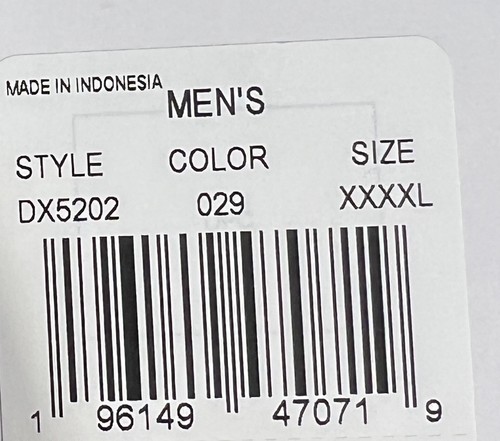 MADE IN INDONESIA
MEN'S
STYLE COLOR SIZE
DX5202 029 XXXXL
1 96149 47071 9